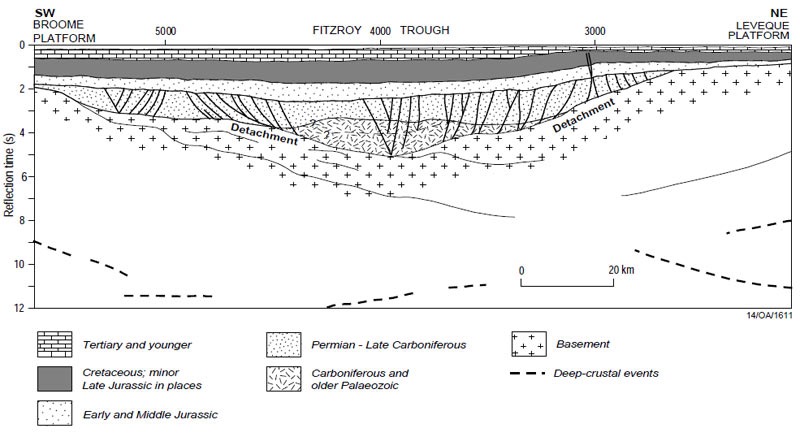 SW
BROOME
PLATFORM
5000
FITZROY 4000 TROUGH
3000
NE
LEVEQUE
PLATFORM
Reflection time (s)
0
2
4
6
8
10
12
Detachment
Detachment
?
?
0 20 km
14/OA/1611
Tertiary and younger
Cretaceous; minor
Late Jurassic in places
Early and Middle Jurassic
Permian - Late Carboniferous
Carboniferous and
older Palaeozoic
Basement
Deep-crustal events